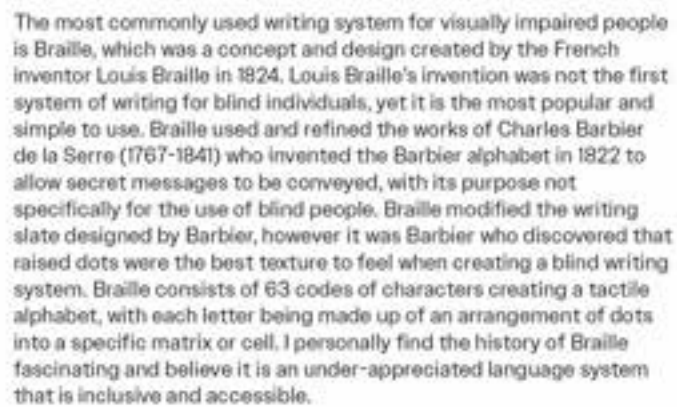 The most commonly used writing system for visually impaired people
is Braille, which was a concept and design created by the French
inventor Louis Braille in 1824. Louis Braille's invention was not the first
system of writing for blind individuals, yet it is the most popular and
simple to use. Braille used and refined the works of Charles Barbier
de la Serre (1767-1841) who invented the Barbier alphabet in 1822 to
allow secret messages to be conveyed, with its purpose not
specifically for the use of blind people. Braille modified the writing
slate designed by Barbier, however it was Barbier who discovered that
raised dots were the best texture to feel when creating a blind writing
system. Braille consists of 63 codes of characters creating a tactile
alphabet, with each letter being made up of an arrangement of dots
into a specific matrix or cell. I personally find the history of Braille
fascinating and believe it is an under-appreciated language system
that is inclusive and accessible.